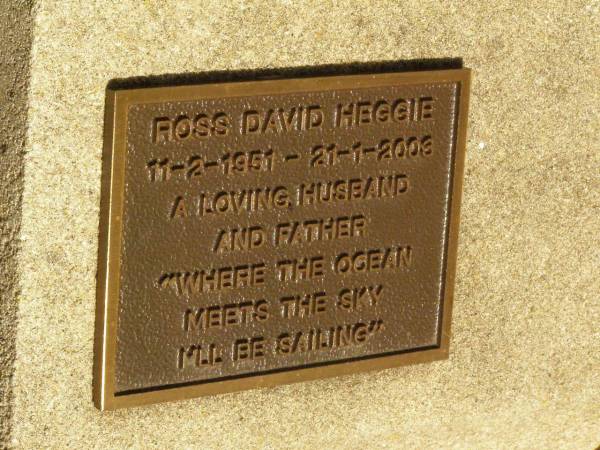 ROSS DAVID HEGGIE
11-2-1951 - 21-1-2003
A LOVING HUSBAND
AND FATHER
"WHERE THE OCEAN
MEETS THE SKY
I'LL BE SAILING"